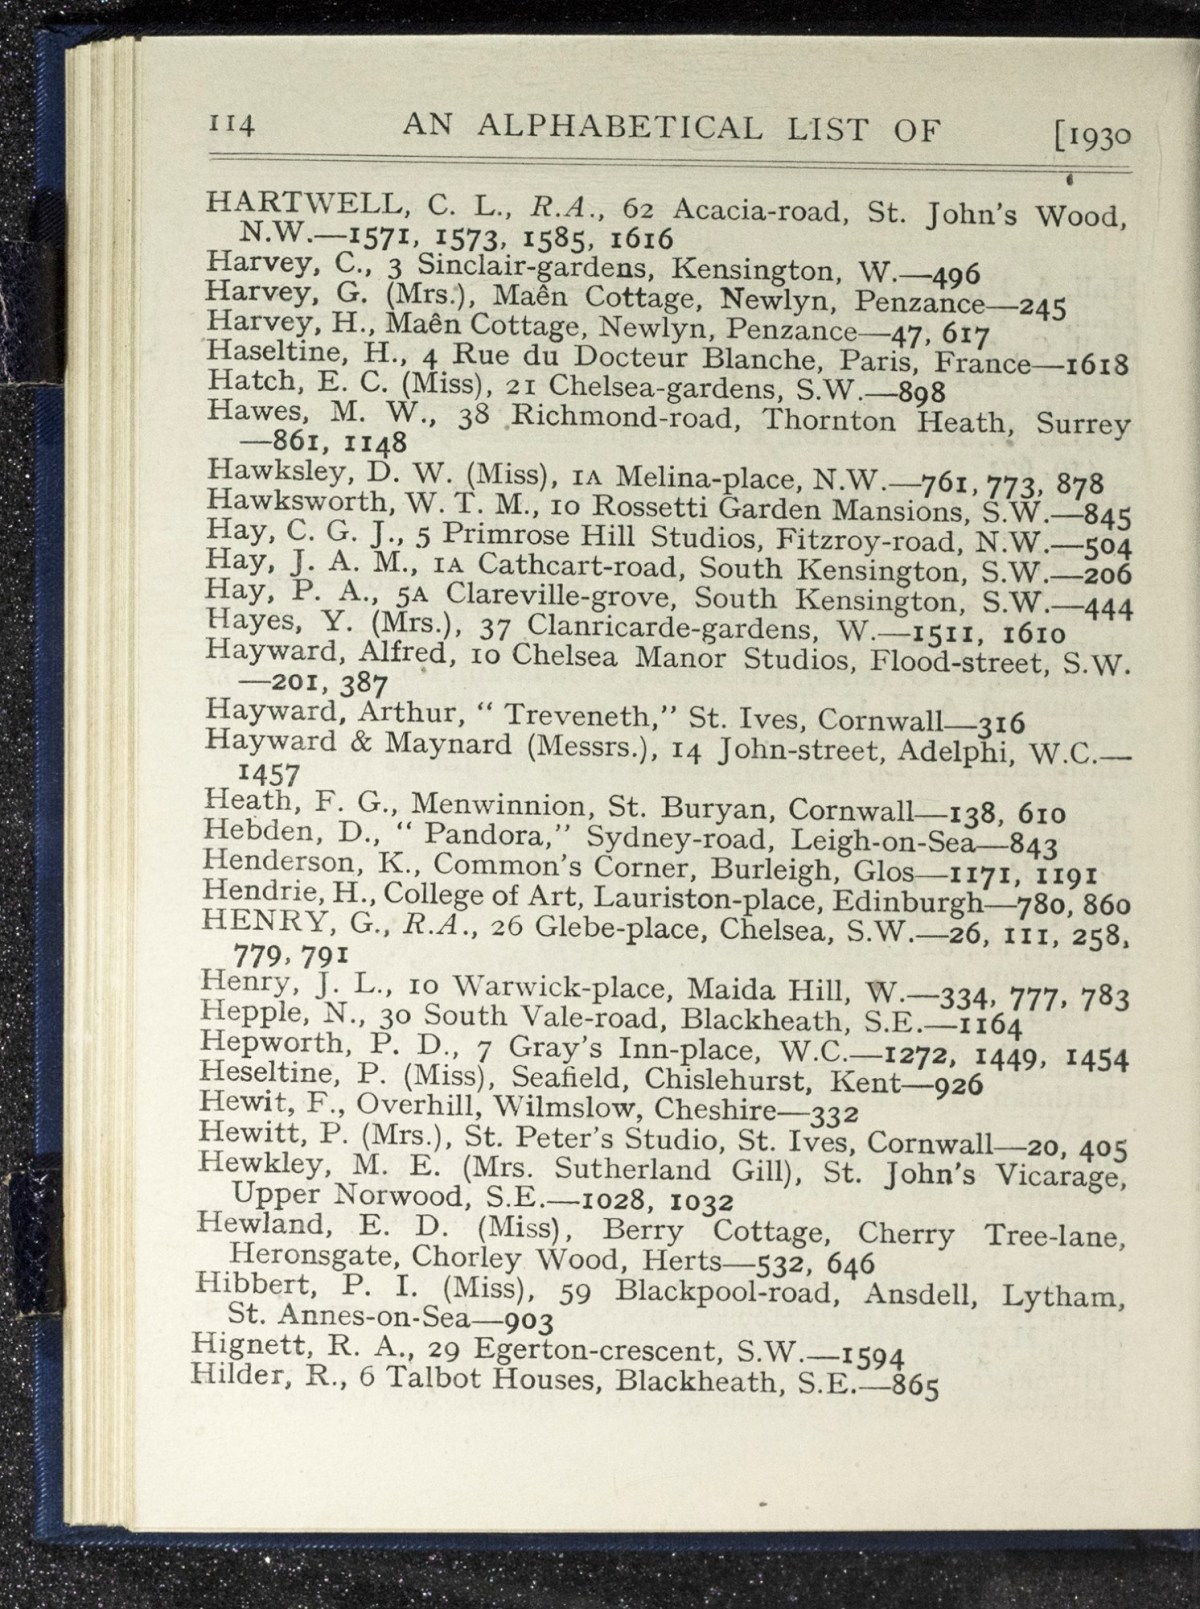 114 AN ALPHABETICAL LIST OF [1930
HARTWELL, C. L., R.A., 62 Acacia-road, St. John's Wood,
N.W.—1571, 1573, 1585, 1616
Harvey, C., 3 Sinclair-gardens, Kensington, W.—496
Harvey, G. (Mrs.), Maên Cottage, Newlyn, Penzance—245
Harvey, H., Maên Cottage, Newlyn, Penzance—47, 617
Haseltine, H., 4 Rue du Docteur Blanche, Paris, France—1618
Hatch, E. C. (Miss), 21 Chelsea-gardens, S.W.—898
Hawes, M. W., 38 Richmond-road, Thornton Heath, Surrey
—861, 1148
Hawksley, D. W. (Miss), 1A Melina-place, N.W.—761, 773, 878
Hawksworth, W. T. M., 10 Rossetti Garden Mansions, S.W.—845
Hay, C. G. J., 5 Primrose Hill Studios, Fitzroy-road, N.W.—504
Hay, J. A. M., 1A Cathcart-road, South Kensington, S.W.—206
Hay, P. A., 5A Clareville-grove, South Kensington, S.W.—444
Hayes, Y. (Mrs.), 37 Clanricarde-gardens, W.—1511, 1610
Hayward, Alfred, 10 Chelsea Manor Studios, Flood-street, S.W.
—201, 387
Hayward, Arthur, “ Treveneth,” St. Ives, Cornwall—316
Hayward & Maynard (Messrs.), 14 John-street, Adelphi, W.C.—
1457
Heath, F. G., Menwinnion, St. Buryan, Cornwall—138, 610
Hebden, D., “ Pandora,” Sydney-road, Leigh-on-Sea—843
Henderson, K., Common's Corner, Burleigh, Glos—1171, 1191
Hendrie, H., College of Art, Lauriston-place, Edinburgh—780, 860
HENRY, G., R.A., 26 Glebe-place, Chelsea, S.W.—26, 111, 258,
779, 791
Henry, J. L., 10 Warwick-place, Maida Hill, W.—334, 777, 783
Hepple, N., 30 South Vale-road, Blackheath, S.E.—1164
Hepworth, P. D., 7 Gray's Inn-place, W.C.—1272, 1449, 1454
Heseltine, P. (Miss), Seafield, Chislehurst, Kent—926
Hewit, F., Overhill, Wilmslow, Cheshire—332
Hewitt, P. (Mrs.), St. Peter's Studio, St. Ives, Cornwall—20, 405
Hewkley, M. E. (Mrs. Sutherland Gill), St. John's Vicarage,
Upper Norwood, S.E.—1028, 1032
Hewland, E. D. (Miss), Berry Cottage, Cherry Tree-lane,
Heronsgate, Chorley Wood, Herts—532, 646
Hibbert, P. I. (Miss), 59 Blackpool-road, Ansdell, Lytham,
St. Annes-on-Sea—903
Hignett, R. A., 29 Egerton-crescent, S.W.—1594
Hilder, R., 6 Talbot Houses, Blackheath, S.E.—865